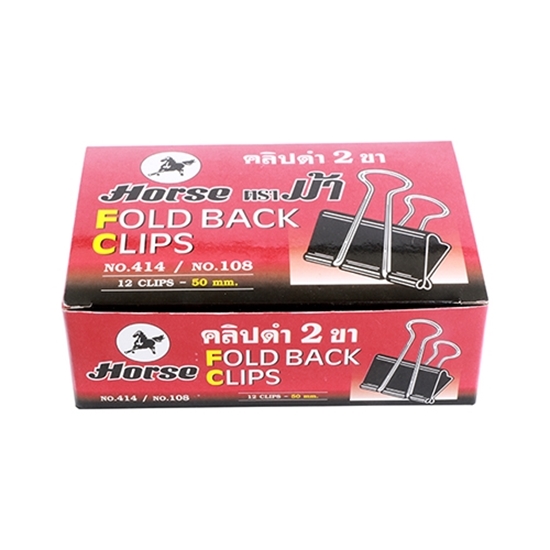 คลิปดำ 2 ขา
Horse ตราม้า
FOLD BACK
CLIPS
NO.414 / NO.108
12 CLIPS - 50 mm.
คลิปดำ 2 ขา
Horse FOLD BACK
CLIPS
NO.414 / NO.108
12 CLIPS - 50 mm.